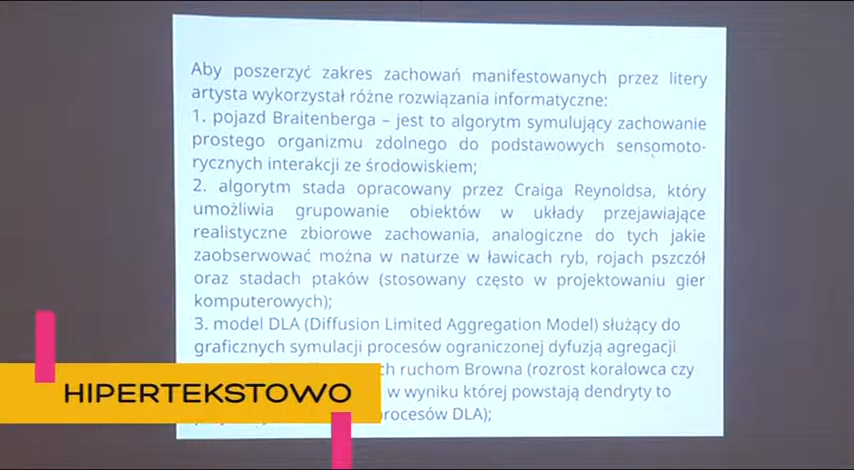 Aby poszerzyć zakres zachowań manifestowanych przez litery
artysta wykorzystał różne rozwiązania informatyczne:
1. pojazd Braitenberga – jest to algorytm symulujący zachowanie
prostego organizmu zdolnego do podstawowych sensomoto-
rycznych interakcji ze środowiskiem;
2. algorytm stada opracowany przez Craiga Reynoldsa, który
umożliwia grupowanie obiektów w układy przejawiające
realistyczne zbiorowe zachowania, analogiczne do tych jakie
zaobserwować można w naturze w ławicach ryb, rojach pszczół
oraz stadach ptaków (stosowany często w projektowaniu gier
komputerowych);
3. model DLA (Diffusion Limited Aggregation Model) służący do
graficznych symulacji procesów ograniczonej dyfuzją agregacji
ch ruchom Browna (rozrost koralowca czy
w wyniku której powstają dendryty to
procesów DLA);
HIPERTEKSTOWO